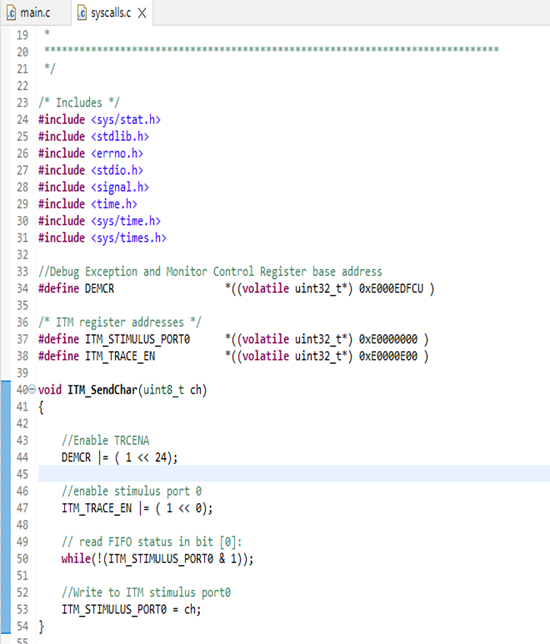 main.c syscalls.c
19 *
20 ******************************************************************************
21 */
22
23 /* Includes */
24 #include <sys/stat.h>
25 #include <stdlib.h>
26 #include <errno.h>
27 #include <stdio.h>
28 #include <signal.h>
29 #include <time.h>
30 #include <sys/time.h>
31 #include <sys/times.h>
32
33 //Debug Exception and Monitor Control Register base address
34 #define DEMCR *((volatile uint32_t*) 0xE000EDFCU )
35
36 /* ITM register addresses */
37 #define ITM_STIMULUS_PORT0 *((volatile uint32_t*) 0xE0000000 )
38 #define ITM_TRACE_EN *((volatile uint32_t*) 0xE0000E00 )
39
40 void ITM_SendChar(uint8_t ch)
41 {
42
43 //Enable TRCENA
44 DEMCR |= ( 1 << 24);
45
46 //enable stimulus port 0
47 ITM_TRACE_EN |= ( 1 << 0);
48
49 // read FIFO status in bit [0]:
50 while(!(ITM_STIMULUS_PORT0 & 1));
51
52 //Write to ITM stimulus port0
53 ITM_STIMULUS_PORT0 = ch;
54 }
55